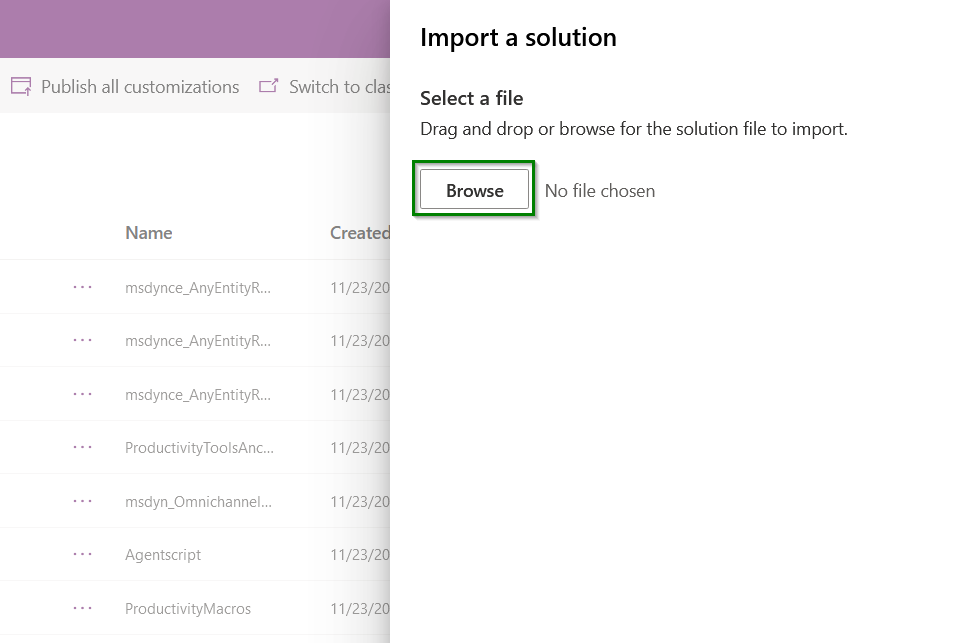 Import a solution
Publish all customizations Switch to clas
Select a file
Drag and drop or browse for the solution file to import.
Browse No file chosen
Name Created
··· msdynce_AnyEntityR... 11/23/20
··· msdynce_AnyEntityR... 11/23/20
··· msdynce_AnyEntityR... 11/23/20
··· ProductivityToolsAnc... 11/23/20
··· msdyn_Omnichannel... 11/23/20
··· Agentscript 11/23/20
··· ProductivityMacros 11/23/20